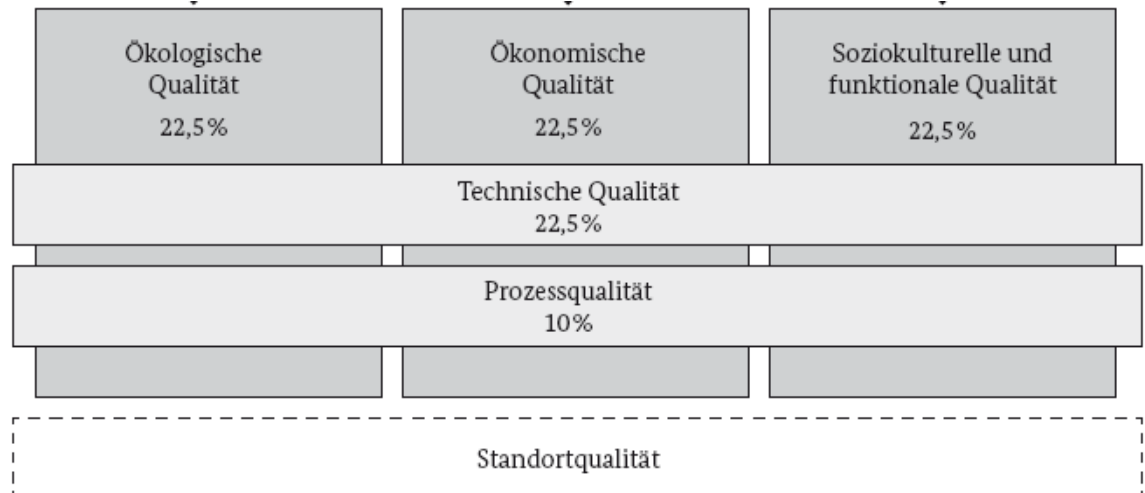 Ökologische
Qualität
22,5%
Ökonomische
Qualität
22,5%
Soziokulturelle und
funktionale Qualität
22,5%
Technische Qualität
22,5%
Prozessqualität
10%
Standortqualität